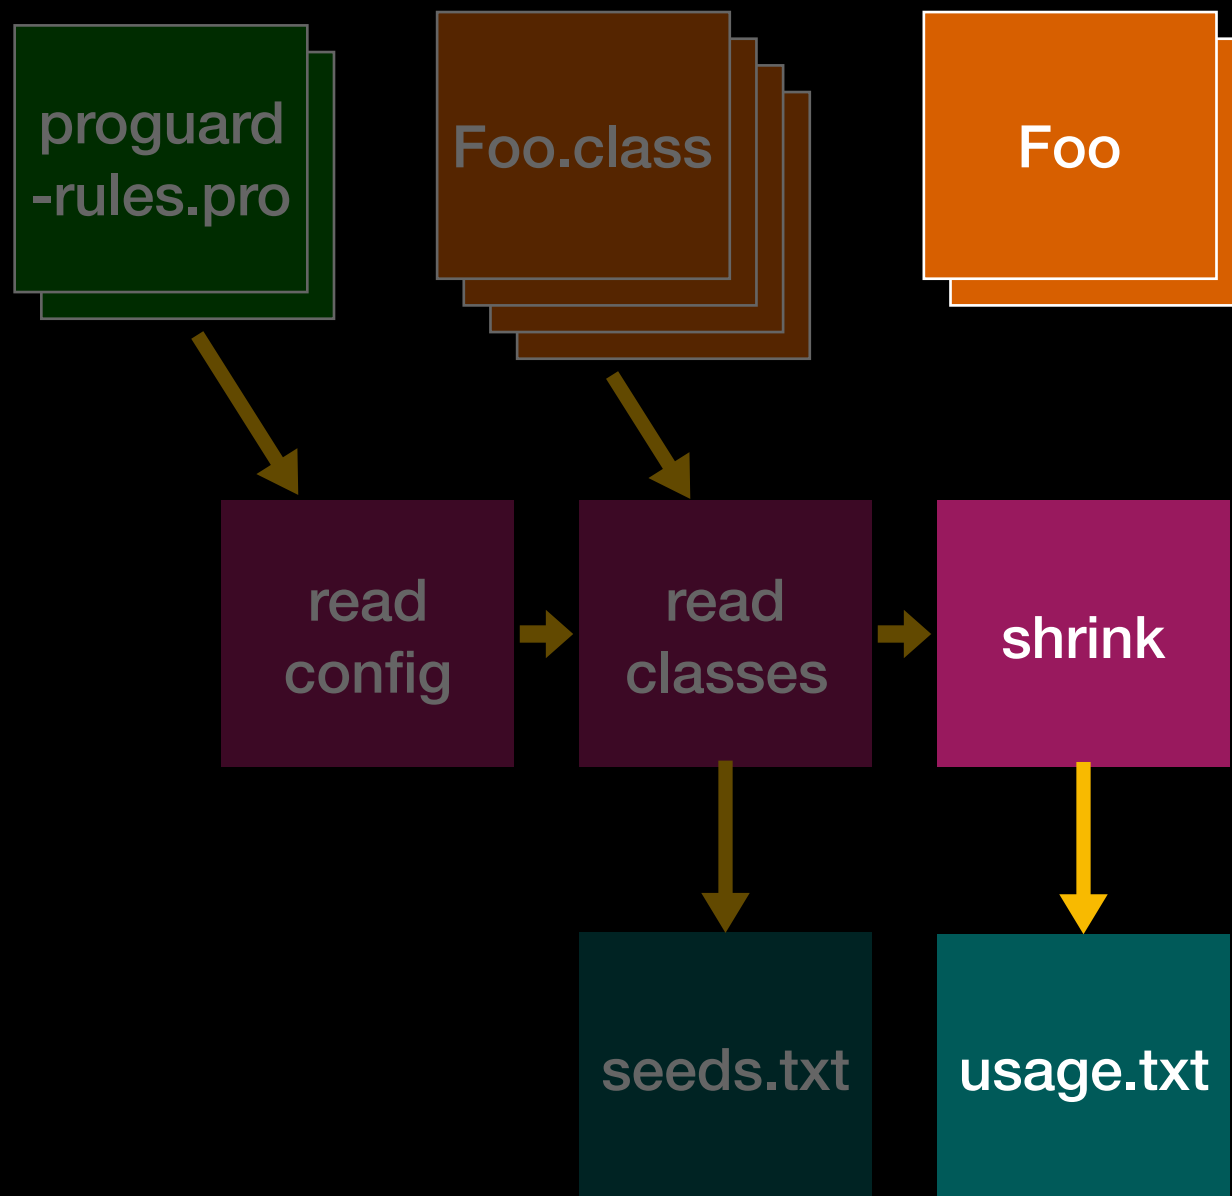 proguard
-rules.pro
Foo.class
Foo
read
config
read
classes
shrink
seeds.txt
usage.txt